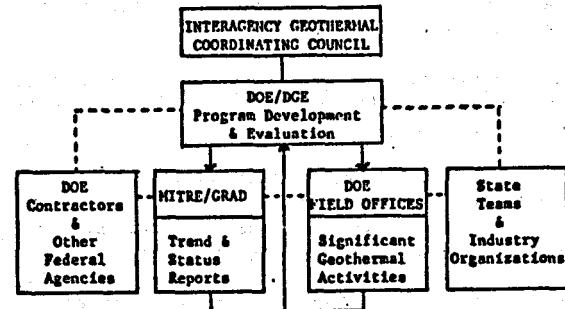 INTERAGENCY GEOTHERMAL
COORDINATING COUNCIL
DOE/DGE
Program Development
& Evaluation
DOE
Contractors
&
Other
Federal
Agencies
MITRE/GRAD
Trend &
Status
Reports
DOE
FIELD OFFICES
Significant
Geothermal
Activities
State
Teams
&
Industry
Organizations